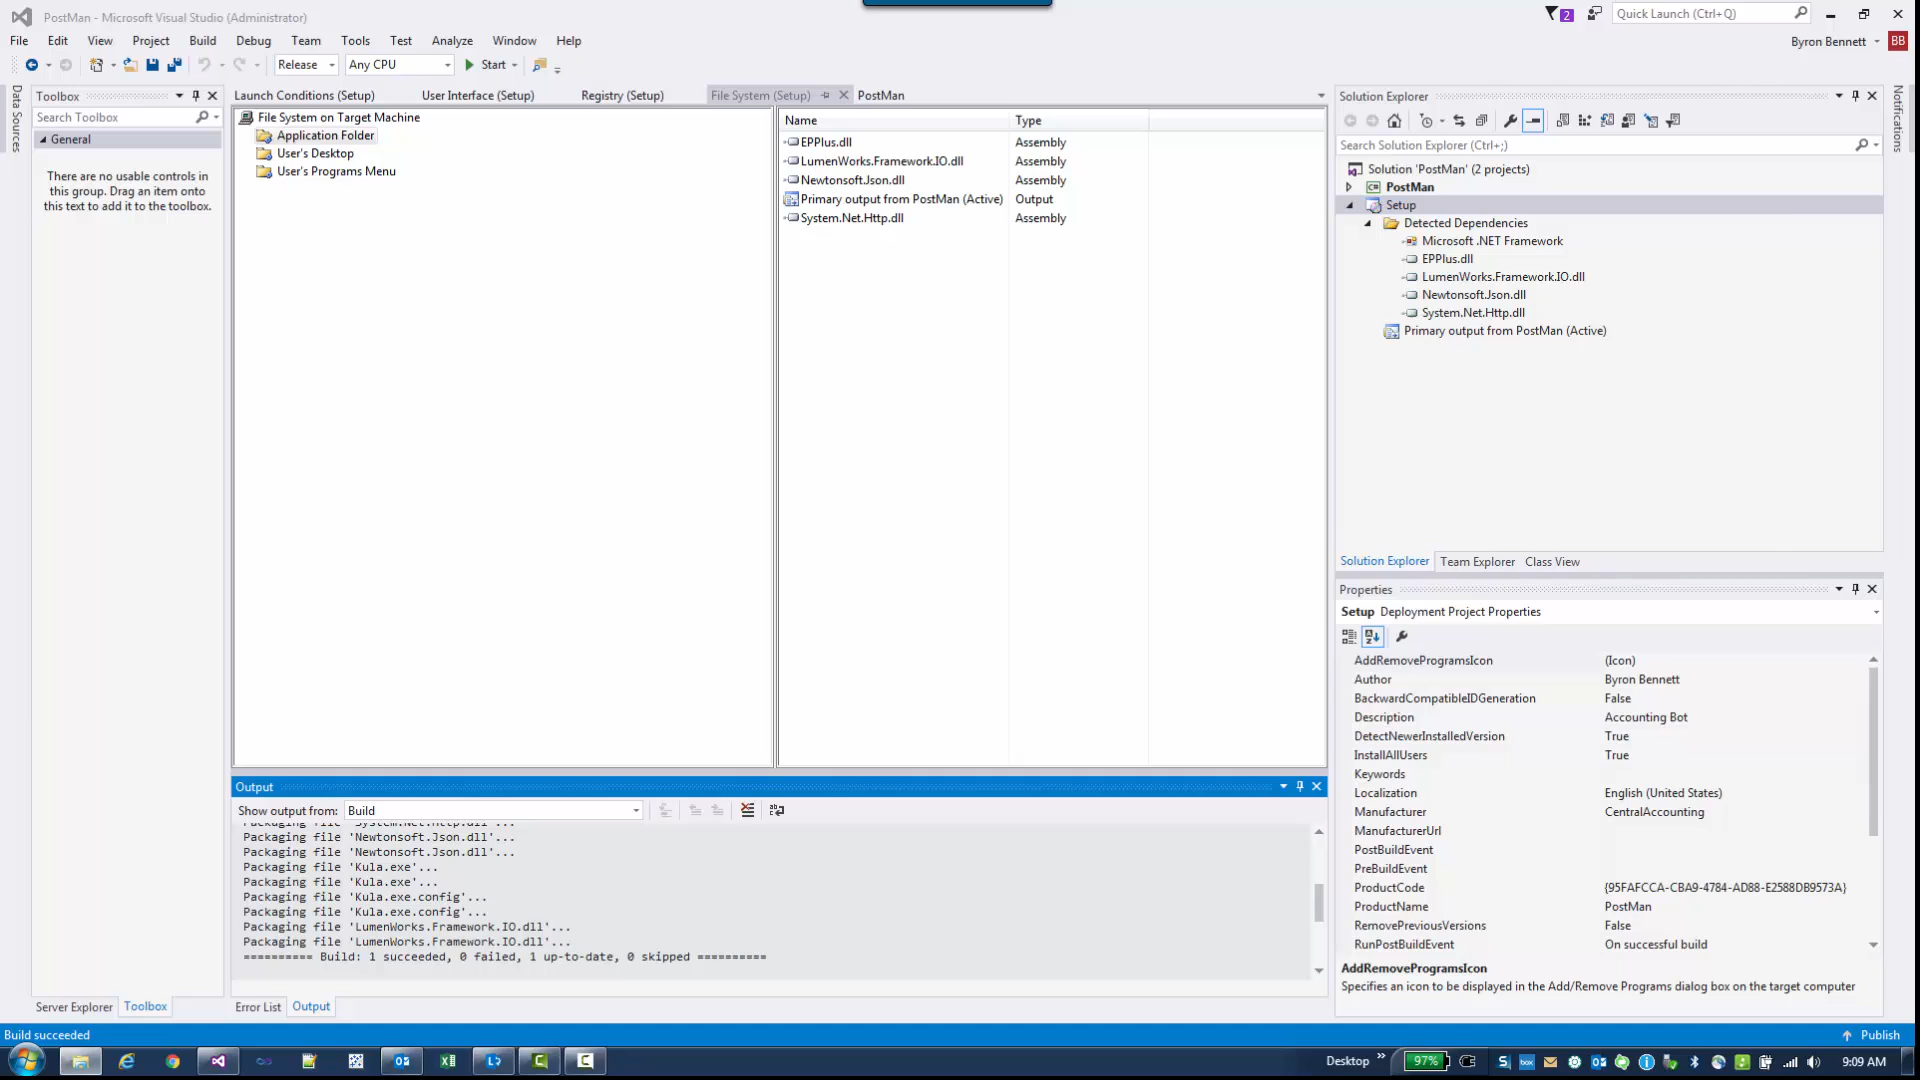 PostMan - Microsoft Visual Studio (Administrator)
2
Quick Launch (Ctrl+Q)
File Edit View Project Build Debug Team Tools Test Analyze Window Help
Byron Bennett
BB
Release
Any CPU
Start
Data Sources
Toolbox
Search Toolbox
General
There are no usable controls in
this group. Drag an item onto
this text to add it to the toolbox.
Launch Conditions (Setup)
User Interface (Setup)
Registry (Setup)
File System (Setup)
PostMan
File System on Target Machine
Application Folder
User's Desktop
User's Programs Menu
Name Type
EPPlus.dll Assembly
LumenWorks.Framework.IO.dll Assembly
Newtonsoft.Json.dll Assembly
Primary output from PostMan (Active) Output
System.Net.Http.dll Assembly
Solution Explorer
Notifications
Search Solution Explorer (Ctrl+;)
Solution 'PostMan' (2 projects)
PostMan
Setup
Detected Dependencies
Microsoft .NET Framework
EPPlus.dll
LumenWorks.Framework.IO.dll
Newtonsoft.Json.dll
System.Net.Http.dll
Primary output from PostMan (Active)
Solution Explorer Team Explorer Class View
Properties
Setup Deployment Project Properties
AddRemoveProgramsIcon (Icon)
Author Byron Bennett
BackwardCompatibleIDGeneration False
Description Accounting Bot
DetectNewerInstalledVersion True
InstallAllUsers True
Keywords
Localization English (United States)
Manufacturer CentralAccounting
ManufacturerUrl
PostBuildEvent
PreBuildEvent
ProductCode {95FAFCCA-CBA9-4784-AD88-E2588DB9573A}
ProductName PostMan
RemovePreviousVersions False
RunPostBuildEvent On successful build
AddRemoveProgramsIcon
Specifies an icon to be displayed in the Add/Remove Programs dialog box on the target computer
Output
Show output from: Build
Packaging file 'System.Net.Http.dll'...
Packaging file 'Newtonsoft.Json.dll'...
Packaging file 'Newtonsoft.Json.dll'...
Packaging file 'Kula.exe'...
Packaging file 'Kula.exe'...
Packaging file 'Kula.exe.config'...
Packaging file 'Kula.exe.config'...
Packaging file 'LumenWorks.Framework.IO.dll'...
Packaging file 'LumenWorks.Framework.IO.dll'...
========== Build: 1 succeeded, 0 failed, 1 up-to-date, 0 skipped ==========
Server Explorer Toolbox
Error List Output
Build succeeded
Publish
Desktop
97%
9:09 AM